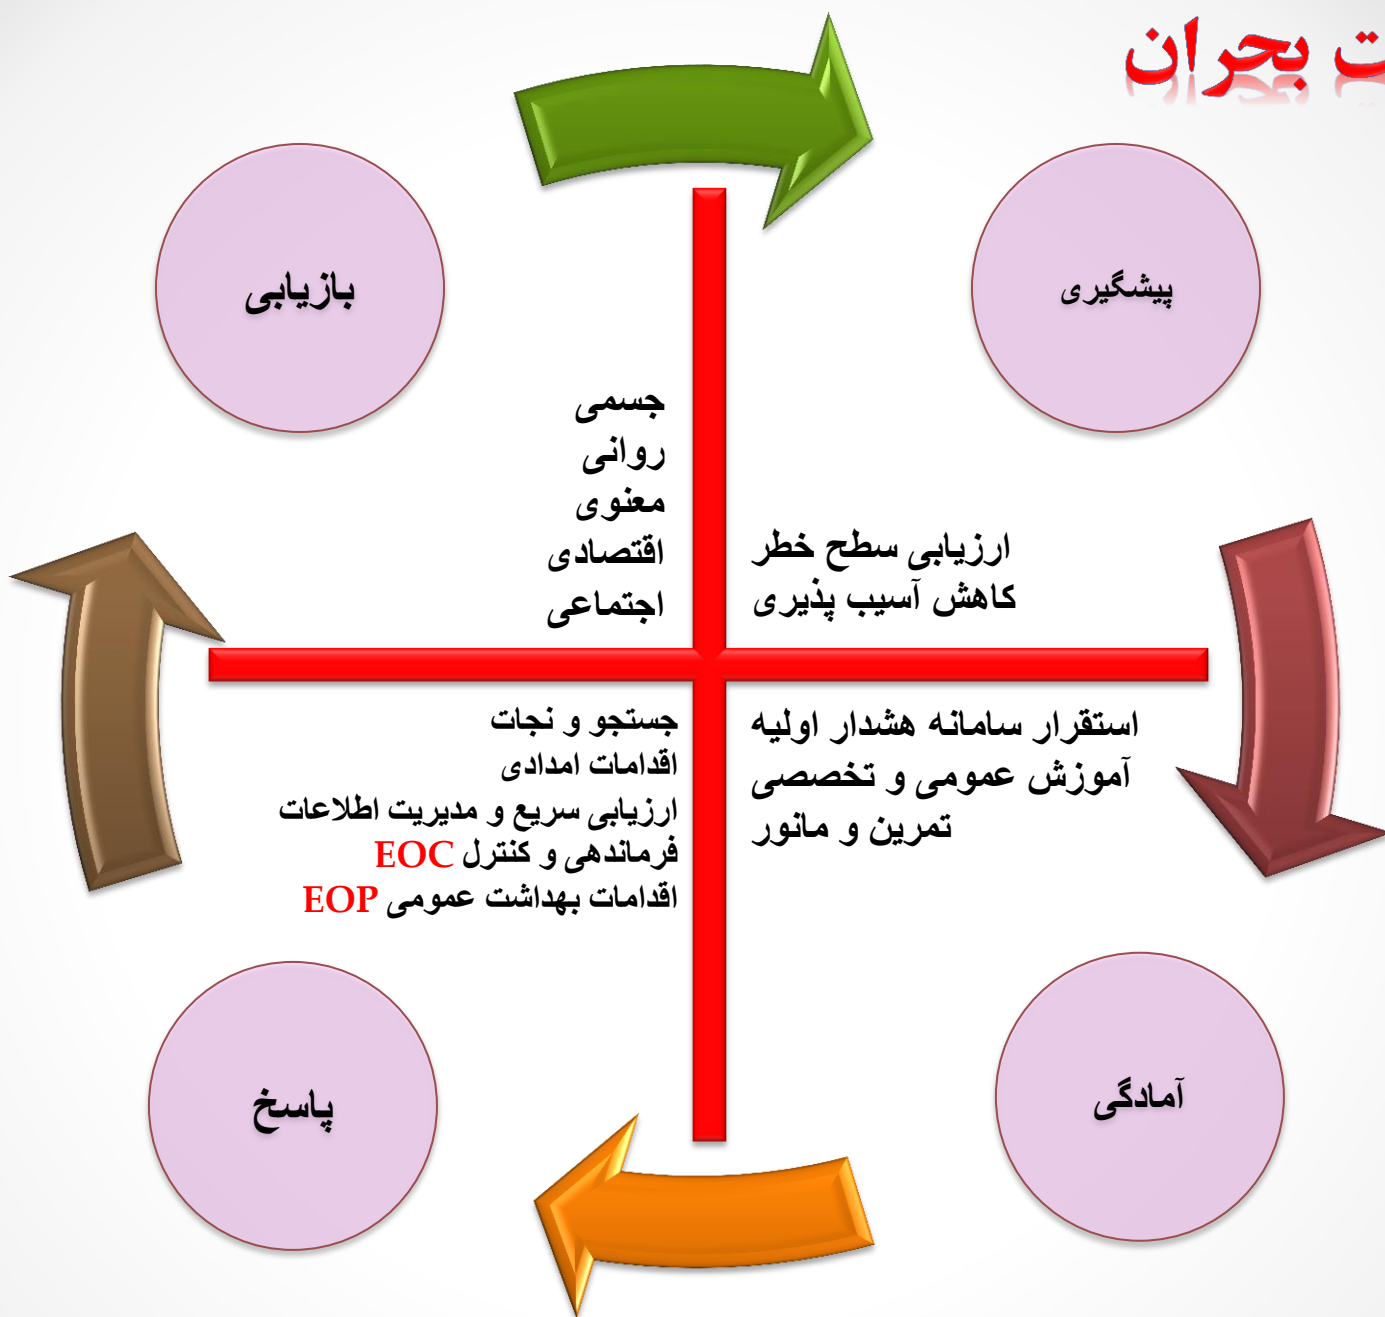 ت بحران
پیشگیری
بازیابی
ارزیابی سطح خطر
کاهش آسیب پذیری
جسمی
روانی
معنوی
اقتصادی
اجتماعی
استقرار سامانه هشدار اولیه
آموزش عمومی و تخصصی
تمرین و مانور
جستجو و نجات
اقدامات امدادی
ارزیابی سریع و مدیریت اطلاعات
فرماندهی و کنترل EOC
اقدامات بهداشت عمومی EOP
آمادگی
پاسخ